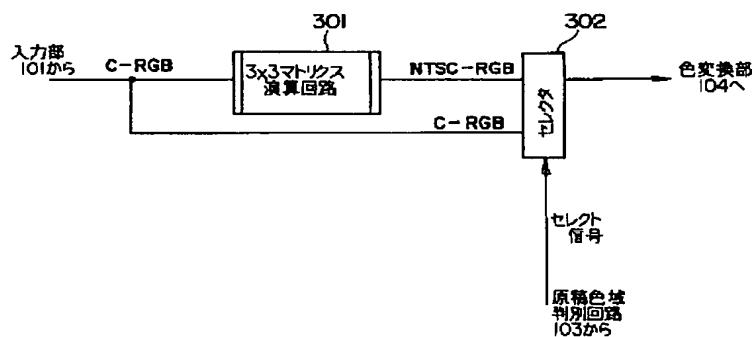 301
302
入力部
101から
C-RGB
3×3マトリクス
演算回路
NTSC-RGB
C-RGB
セレクタ
色変換部
104へ
セレクト
信号
原稿色域
判別回路
103から